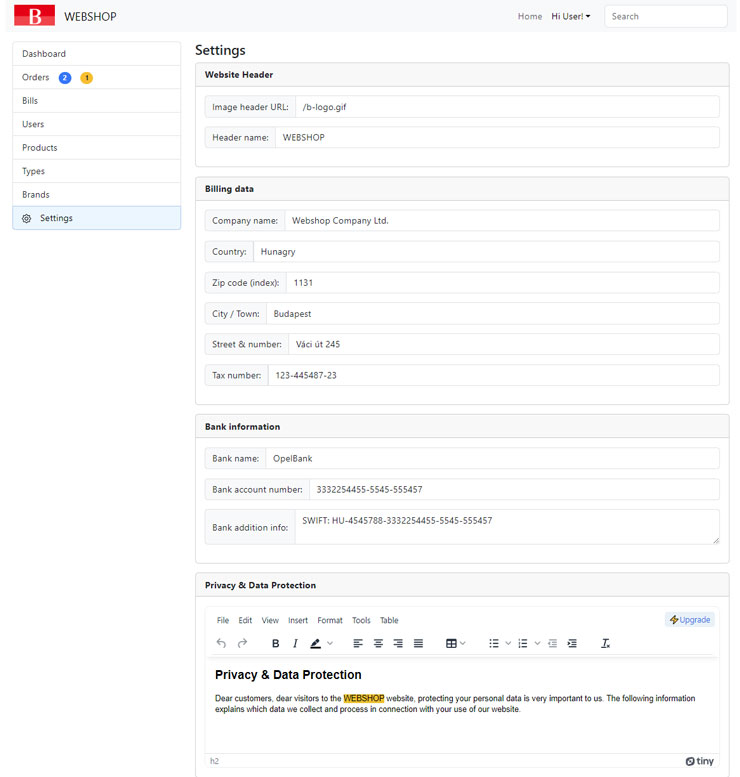 B WEBSHOP Home Hi User! Search
Dashboard
Orders 2 1
Bills
Users
Products
Types
Brands
Settings
Settings
Website Header
Image header URL: /b-logo.gif
Header name: WEBSHOP
Billing data
Company name: Webshop Company Ltd.
Country: Hunagry
Zip code (index): 1131
City / Town: Budapest
Street & number: Váci út 245
Tax number: 123-445487-23
Bank information
Bank name: OpelBank
Bank account number: 3332254455-5545-555457
Bank addition info: SWIFT: HU-4545788-3332254455-5545-555457
Privacy & Data Protection
File Edit View Insert Format Tools Table Upgrade
B I
Privacy & Data Protection
Dear customers, dear visitors to the WEBSHOP website, protecting your personal data is very important to us. The following information
explains which data we collect and process in connection with your use of our website.
h2 tiny